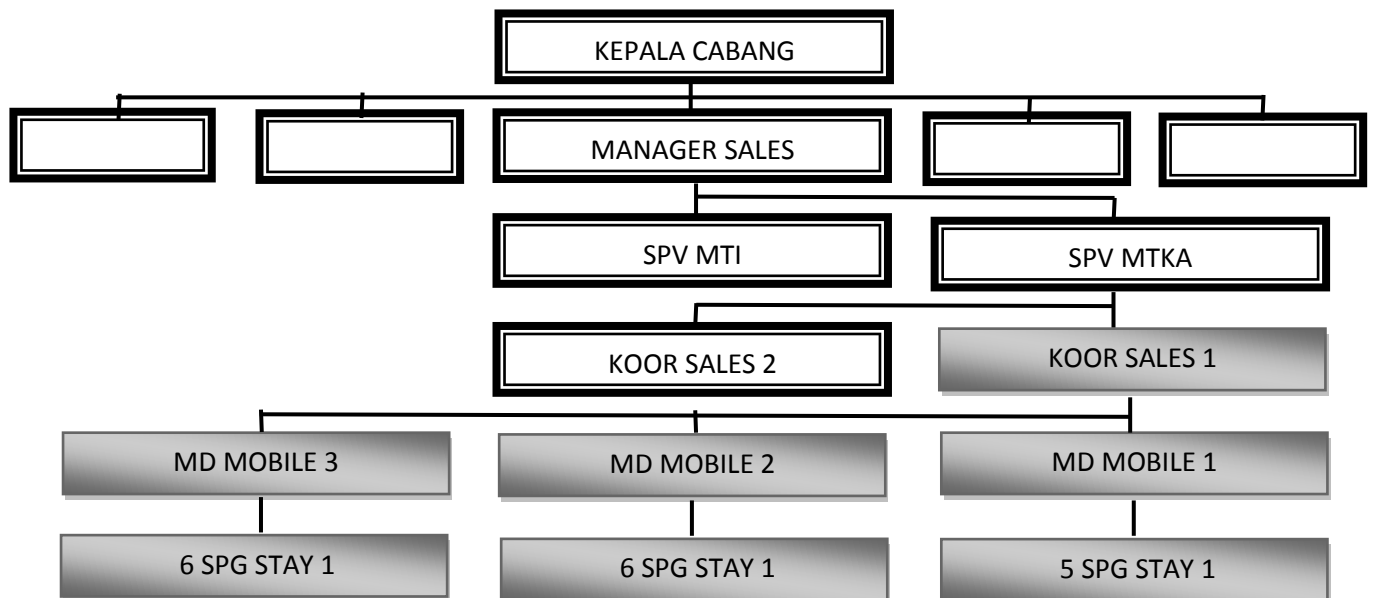 KEPALA CABANG
MANAGER SALES
SPV MTI
SPV MTKA
KOOR SALES 2
KOOR SALES 1
MD MOBILE 3
MD MOBILE 2
MD MOBILE 1
6 SPG STAY 1
6 SPG STAY 1
5 SPG STAY 1